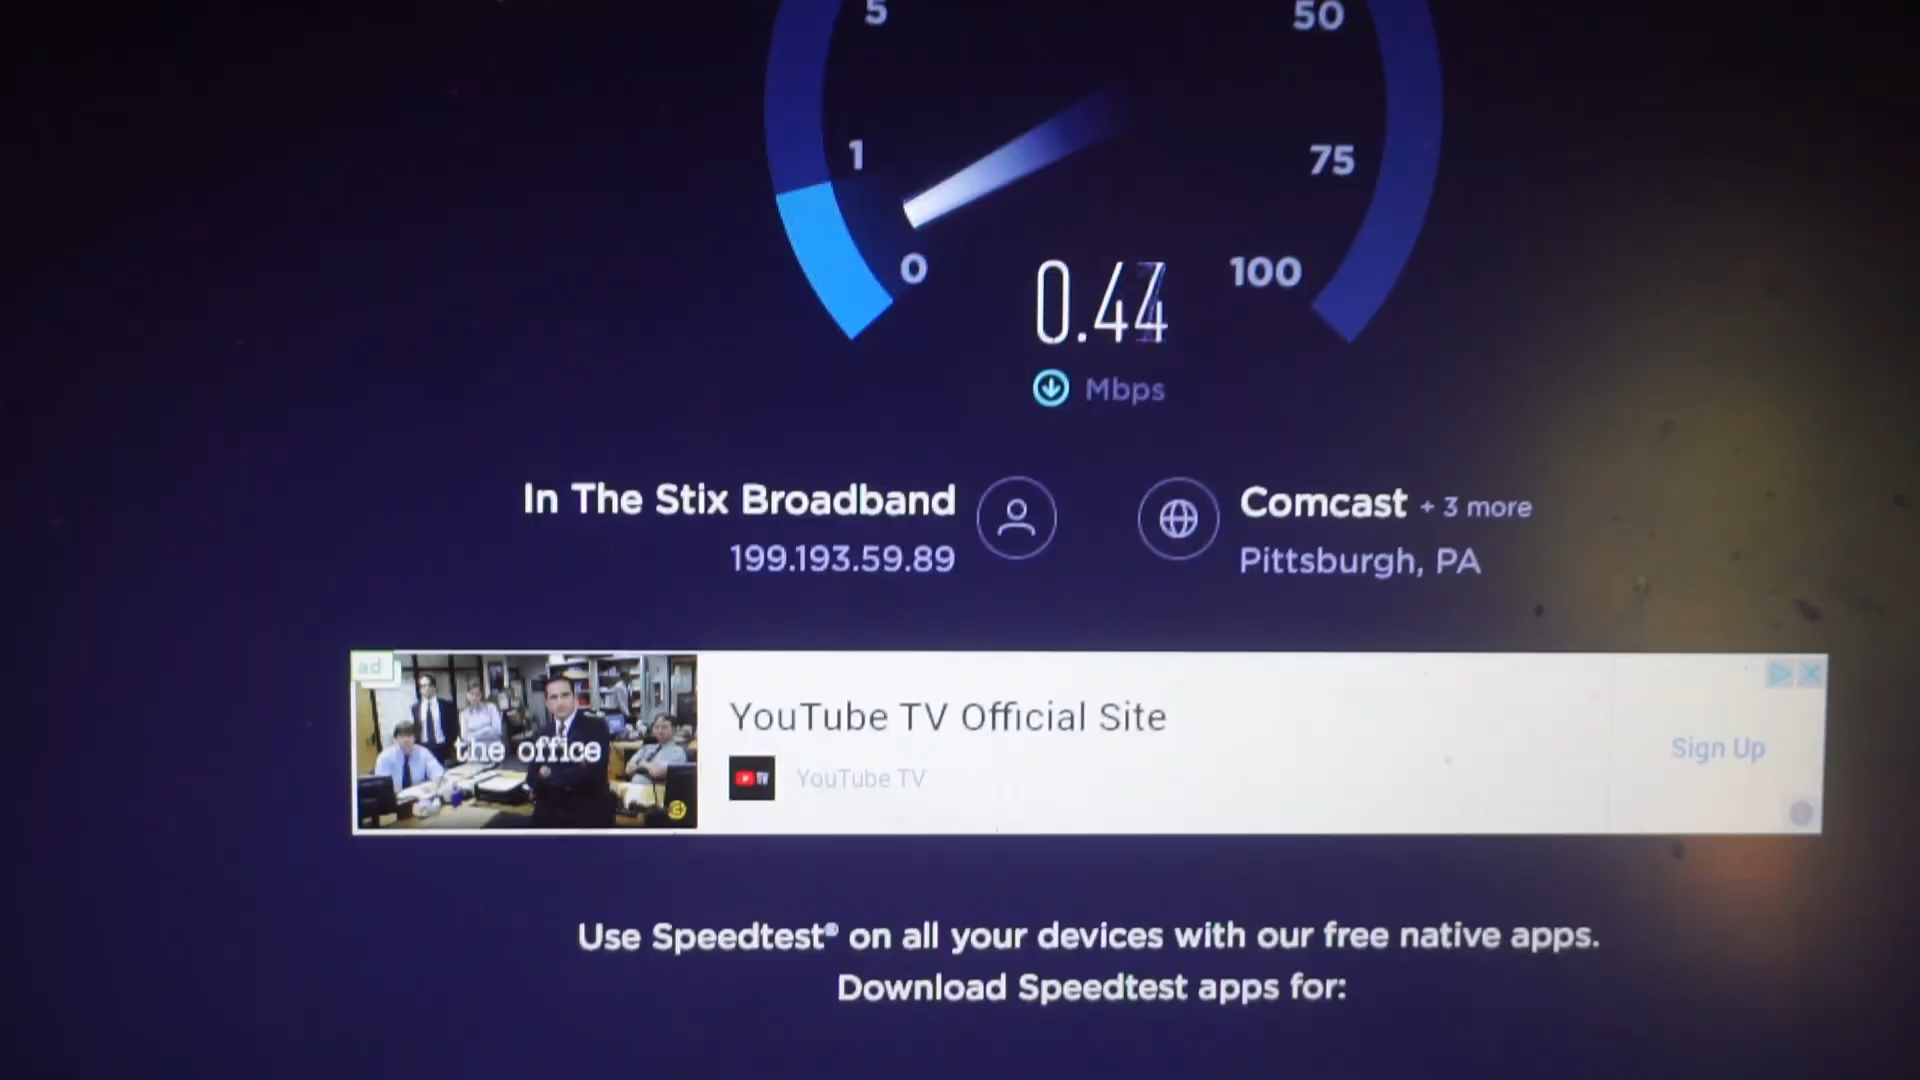 5
50
1
75
0
100
0.44
Mbps
In The Stix Broadband
Comcast + 3 more
199.193.59.89
Pittsburgh, PA
ad
the office
YouTube TV Official Site
YouTube TV
Sign Up
Use Speedtest® on all your devices with our free native apps.
Download Speedtest apps for: